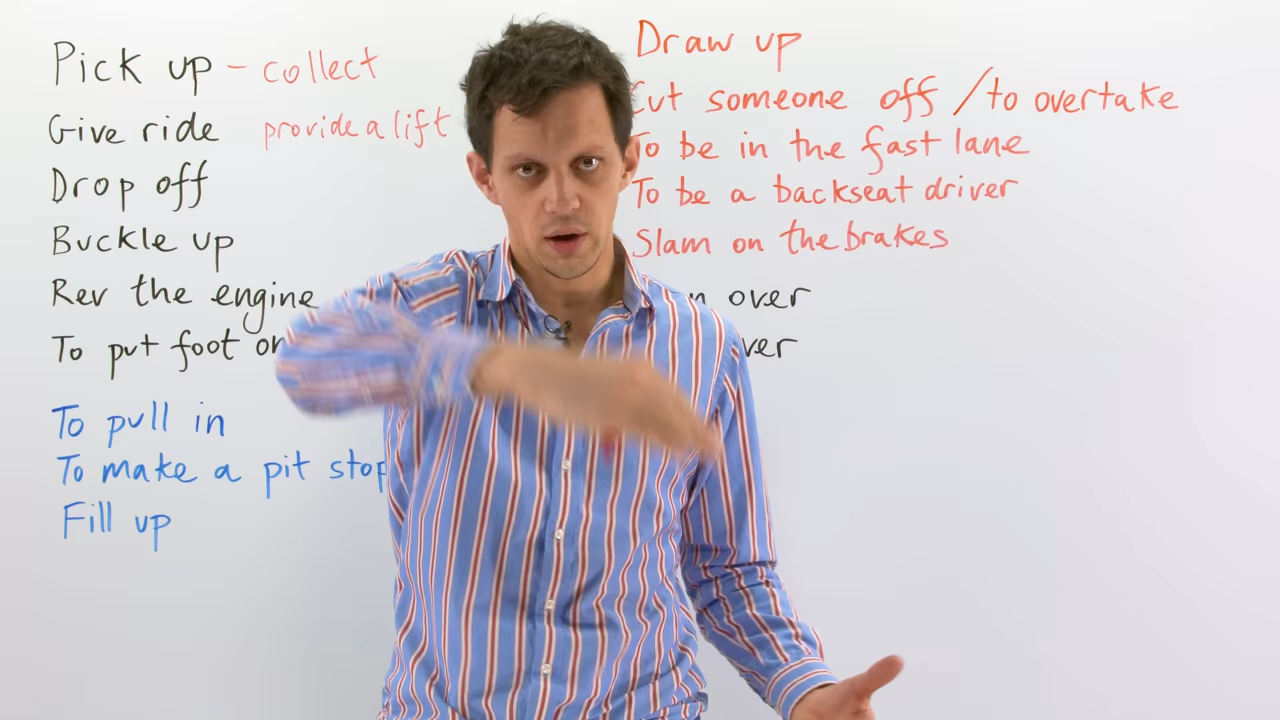 Pick up - collect
Give ride provide a lift
Drop off
Buckle up
Rev the engine
To put foot on
To pull in
To make a pit stop
Fill up
Draw up
Cut someone off / to overtake
To be in the fast lane
To be a backseat driver
Slam on the brakes
over